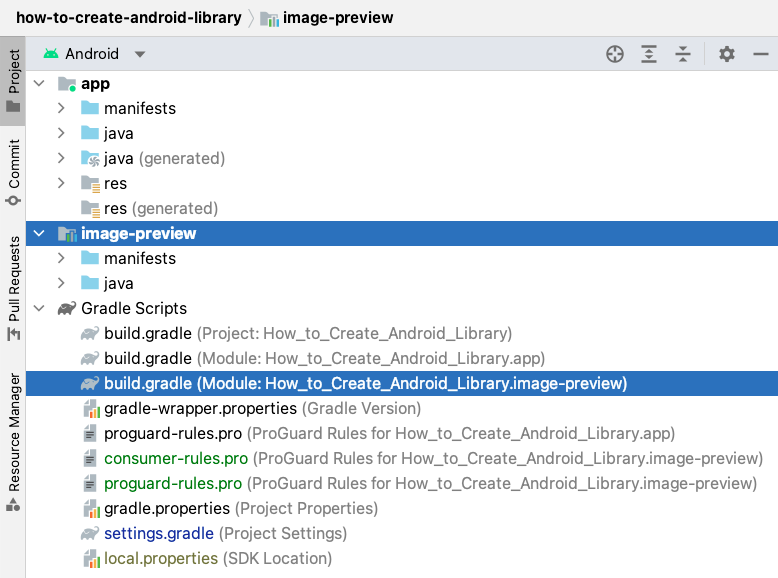 how-to-create-android-library image-preview
Android
Project
Commit
Pull Requests
Resource Manager
app
manifests
java
java (generated)
res
res (generated)
image-preview
manifests
java
Gradle Scripts
build.gradle (Project: How_to_Create_Android_Library)
build.gradle (Module: How_to_Create_Android_Library.app)
build.gradle (Module: How_to_Create_Android_Library.image-preview)
gradle-wrapper.properties (Gradle Version)
proguard-rules.pro (ProGuard Rules for How_to_Create_Android_Library.app)
consumer-rules.pro (ProGuard Rules for How_to_Create_Android_Library.image-preview)
proguard-rules.pro (ProGuard Rules for How_to_Create_Android_Library.image-preview)
gradle.properties (Project Properties)
settings.gradle (Project Settings)
local.properties (SDK Location)